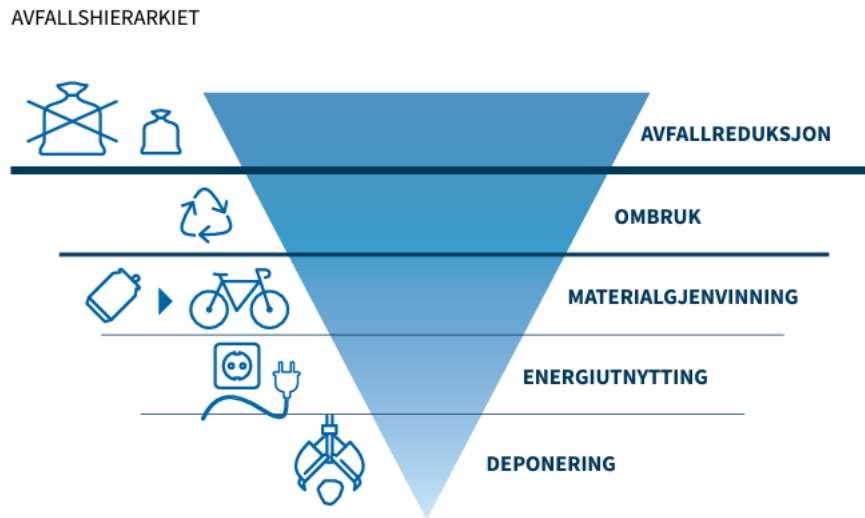 AVFALLSHIERARKIET
AVFALLREDUKSJON
OMBRUK
MATERIALGJENVINNING
ENERGIUTNYTTING
DEPONERING